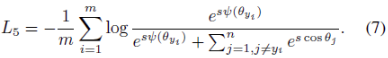 $L_5 = -\frac{1}{m} \sum_{i=1}^{m} \log \frac{e^{s\psi(\theta_{y_i})}}{e^{s\psi(\theta_{y_i})} + \sum_{j=1, j \neq y_i}^{n} e^{s \cos \theta_j}}. \quad (7)$